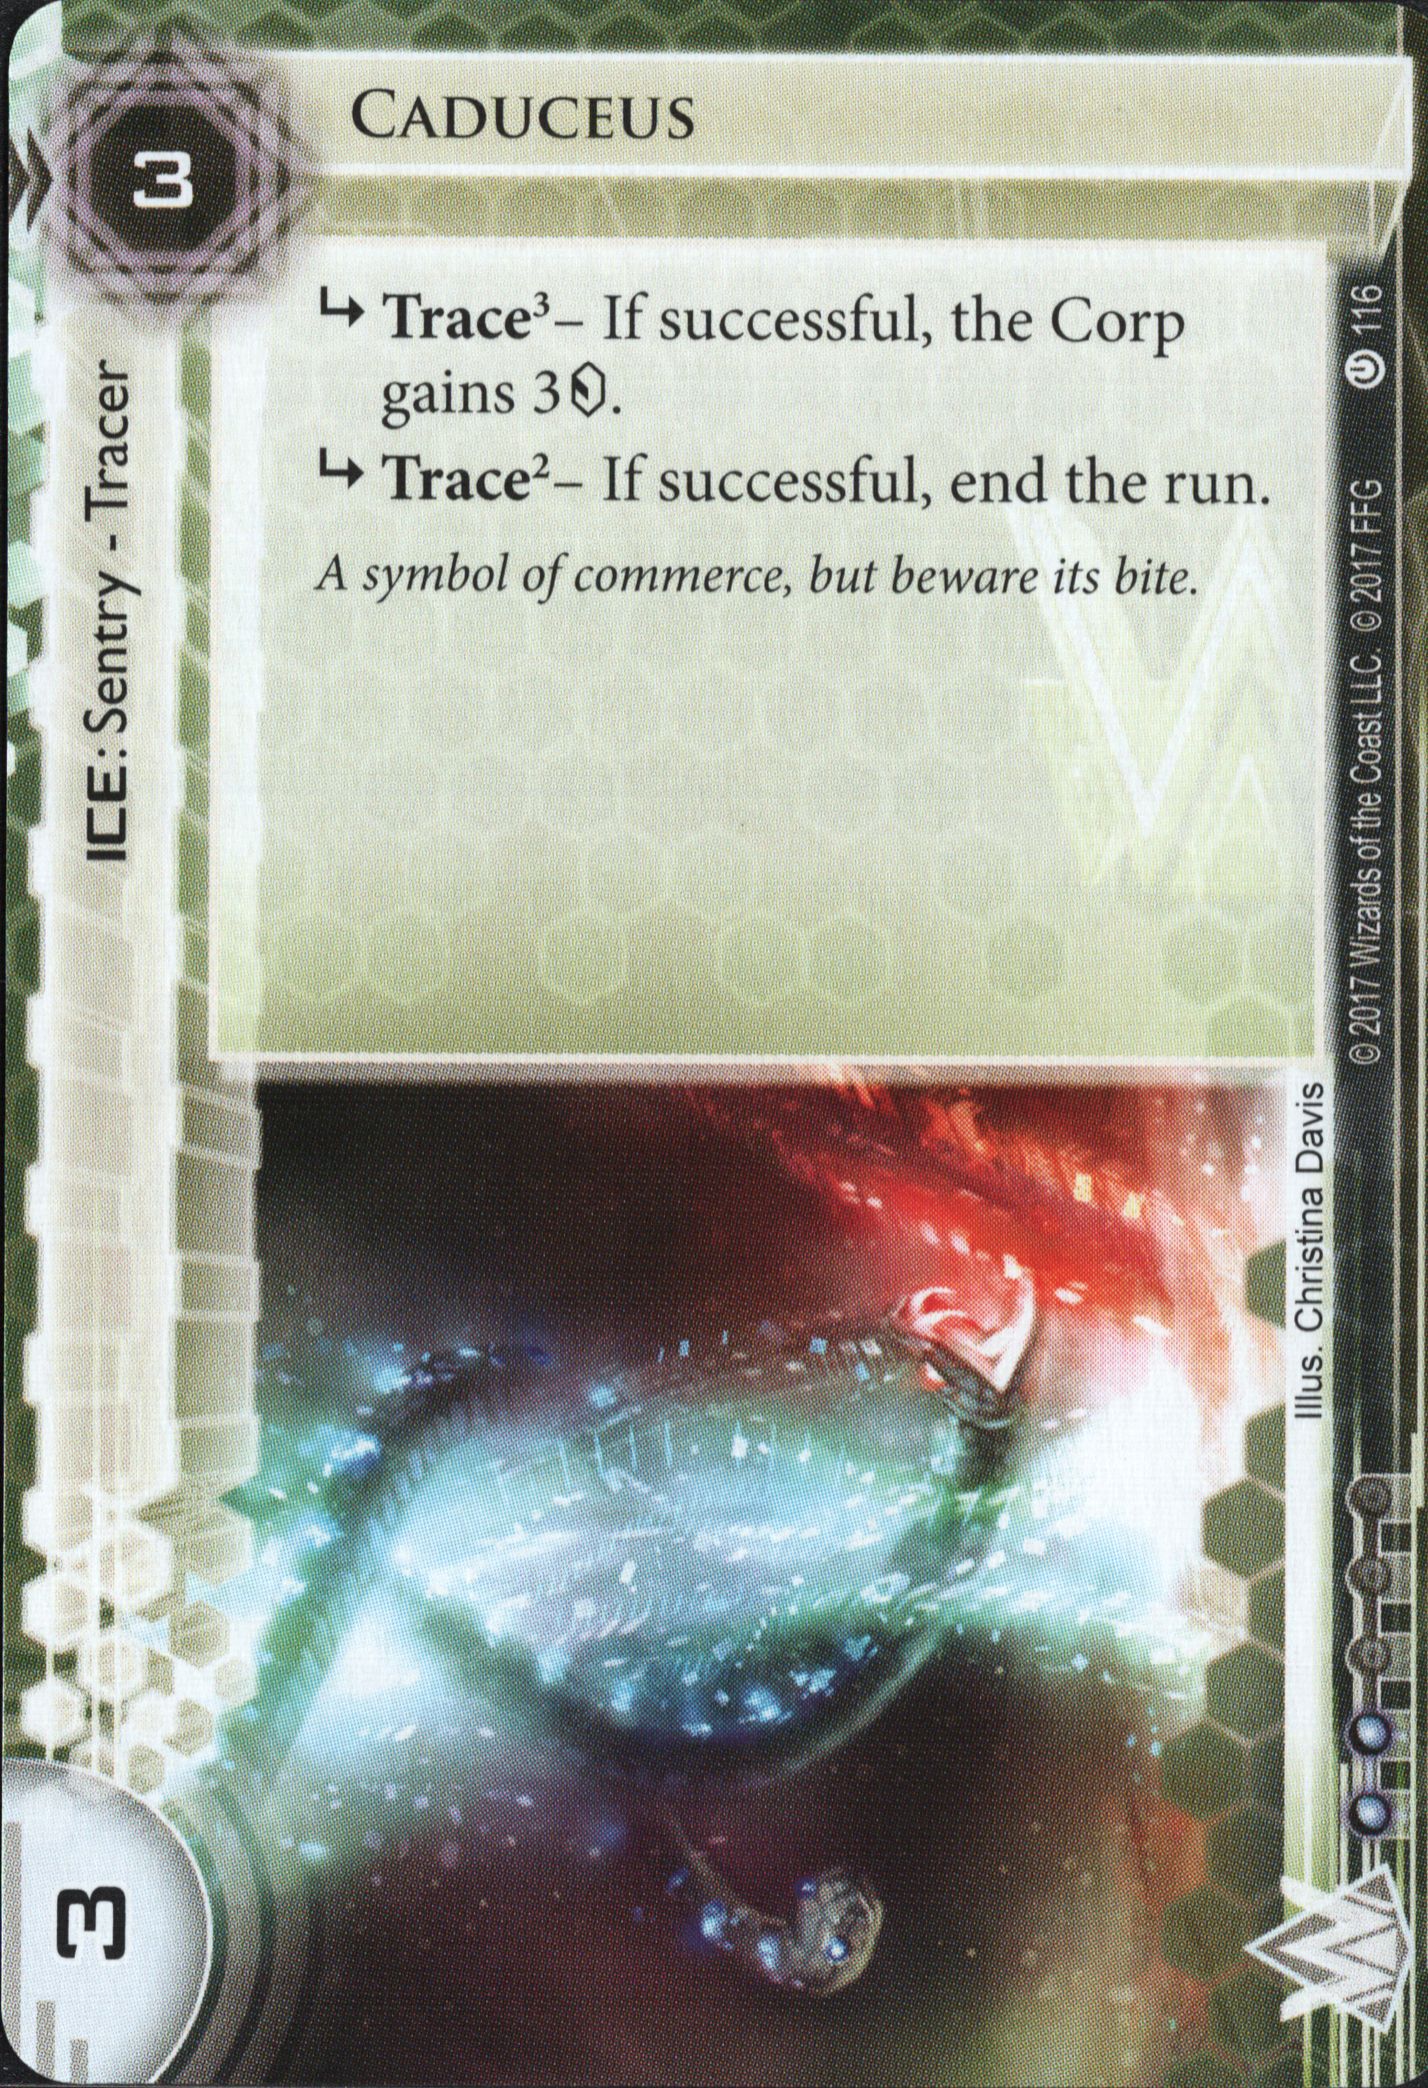 3
CADUCEUS
↳ Trace³– If successful, the Corp
gains 3.
↳ Trace²– If successful, end the run.
A symbol of commerce, but beware its bite.
ICE: Sentry - Tracer
3
Illus. Christina Davis
© 2017 Wizards of the Coast LLC. © 2017 FFG 116